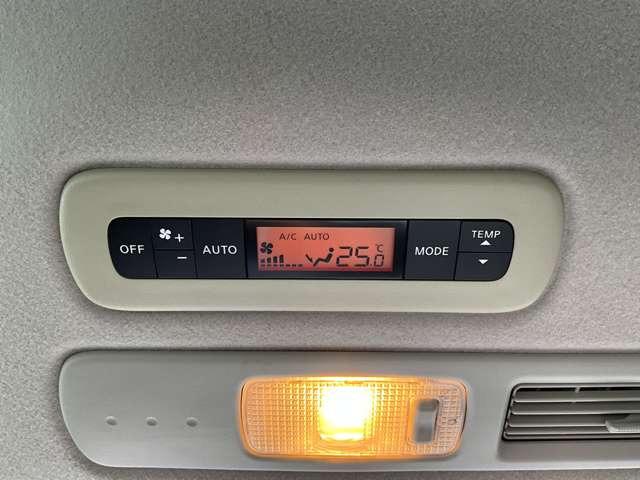 OFF
+
−
AUTO
A/C AUTO
25.0 °C
MODE
TEMP